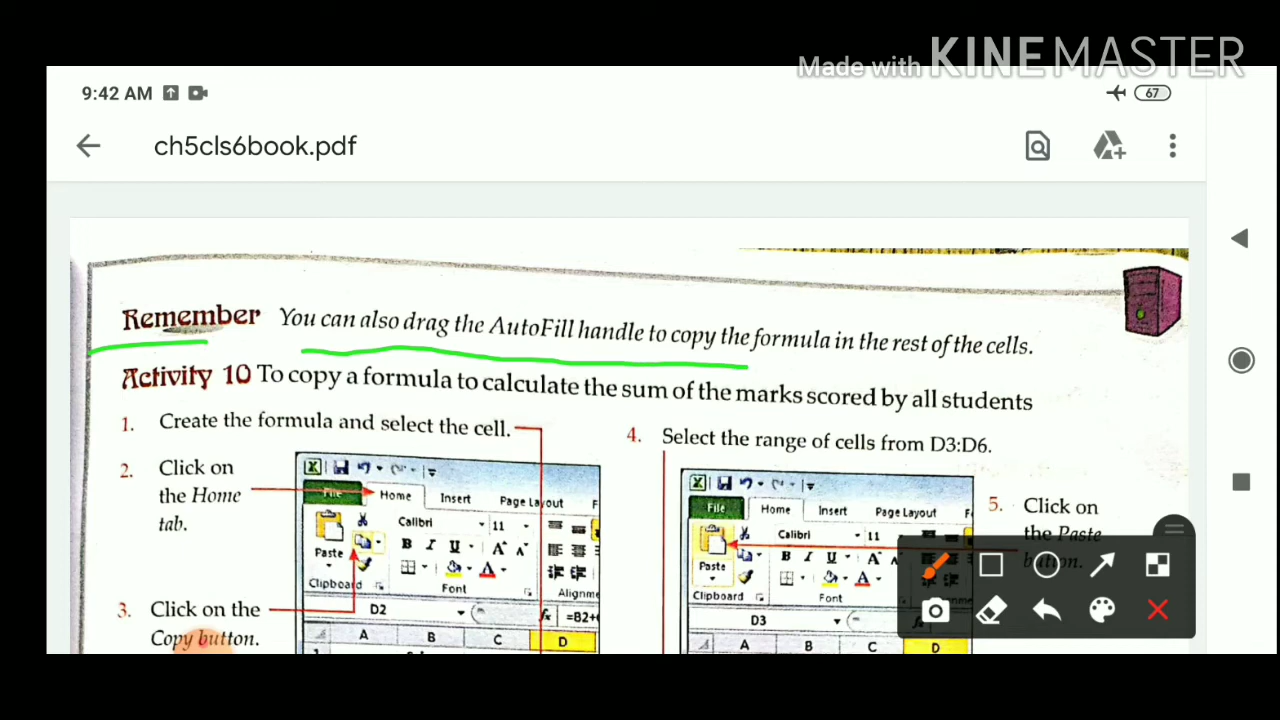 Made with KINEMASTER
9:42 AM 67
ch5cls6book.pdf
Remember You can also drag the AutoFill handle to copy the formula in the rest of the cells.
Activity 10 To copy a formula to calculate the sum of the marks scored by all students
1. Create the formula and select the cell.
2. Click on
the Home
tab.
3. Click on the
Copy button.
File Home Insert Page Layout F
Calibri 11
Paste B I U A A
A
Clipboard Font Alignme
D2 fx =B2+
A B C D
4. Select the range of cells from D3:D6.
File Home Insert Page Layout
Calibri 11
Paste B I U A
A
Clipboard Font
D3
A B C D
5. Click on
the Paste
button.